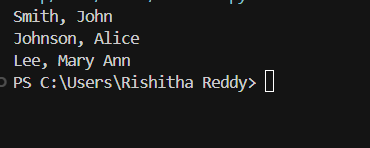 Smith, John
Johnson, Alice
Lee, Mary Ann
PS C:\Users\Rishitha Reddy>